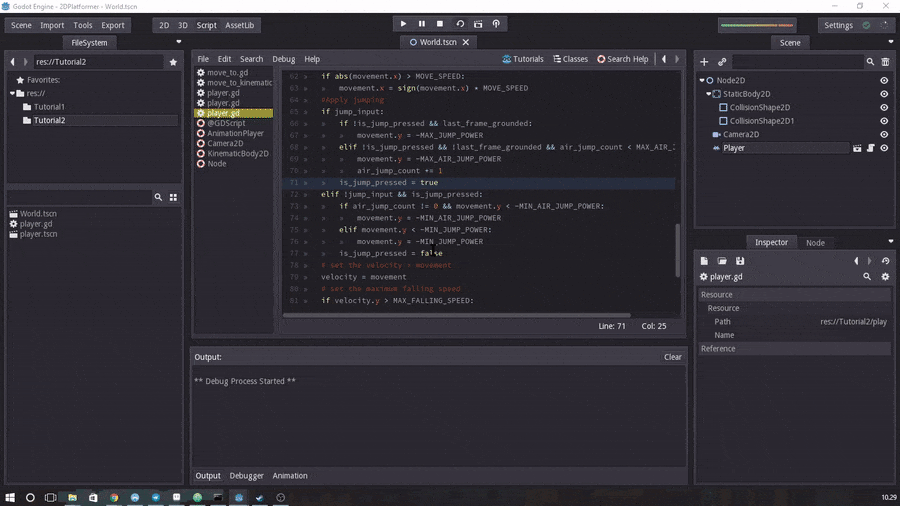 Godot Engine - 2DPlatformer - World.tscn
Scene Import Tools Export
2D 3D Script AssetLib
Settings
FileSystem
World.tscn
Scene
res://Tutorial2
File Edit Search Debug Help
Tutorials Classes Search Help
Favorites:
res://
Tutorial1
Tutorial2
move_to.gd
move_to_kinematic
player.gd
player.gd
player.gd
@GDScript
AnimationPlayer
Camera2D
KinematicBody2D
Node
62 if abs(movement.x) > MOVE_SPEED:
63 movement.x = sign(movement.x) * MOVE_SPEED
64 #Apply jumping
65 if jump_input:
66 if !is_jump_pressed && last_frame_grounded:
67 movement.y = -MAX_JUMP_POWER
68 elif !is_jump_pressed && !last_frame_grounded && air_jump_count < MAX_AIR_J
69 movement.y = -MAX_AIR_JUMP_POWER
70 air_jump_count += 1
71 is_jump_pressed = true
72 elif !jump_input && is_jump_pressed:
73 if air_jump_count != 0 && movement.y < -MIN_AIR_JUMP_POWER:
74 movement.y = -MIN_AIR_JUMP_POWER
75 elif movement.y < -MIN_JUMP_POWER:
76 movement.y = -MIN_JUMP_POWER
77 is_jump_pressed = false
78 # set the velocity = movement
79 velocity = movement
80 # set the maximum falling speed
81 if velocity.y > MAX_FALLING_SPEED:
Line: 71 Col: 25
World.tscn
player.gd
player.tscn
Output:
Clear
** Debug Process Started **
Output Debugger Animation
Node2D
StaticBody2D
CollisionShape2D
CollisionShape2D1
Camera2D
Player
Inspector Node
player.gd
Resource
Resource
Path res://Tutorial2/play
Name
Reference
10.29